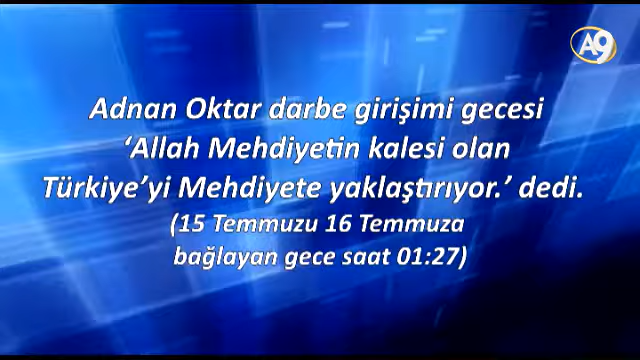 A9
Adnan Oktar darbe girişimi gecesi
‘Allah Mehdiyetin kalesi olan
Türkiye’yi Mehdiyete yaklaştırıyor.’ dedi.
(15 Temmuzu 16 Temmuza
bağlayan gece saat 01:27)